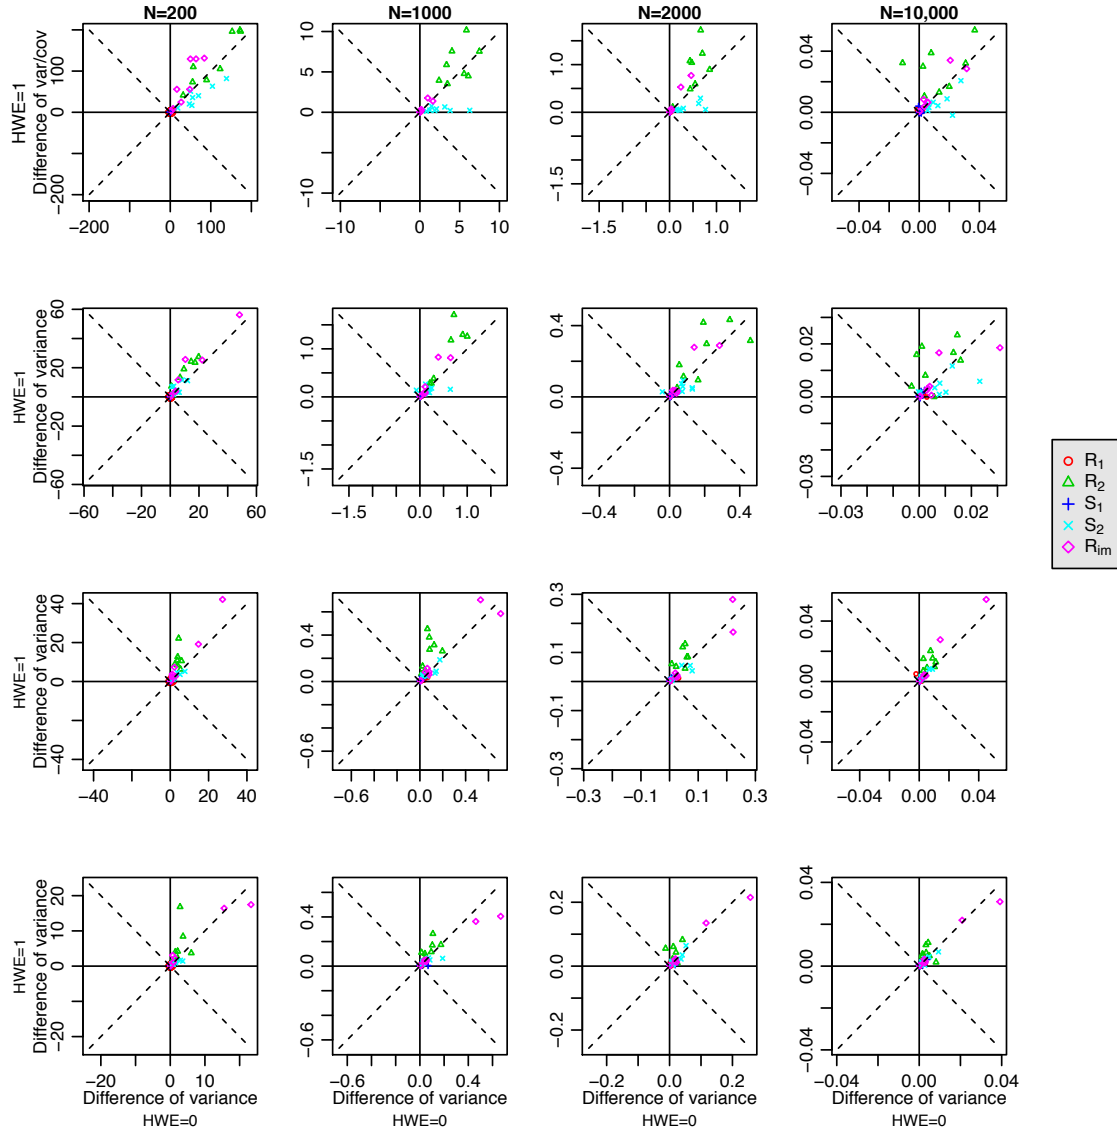 N=200 N=1000 N=2000 N=10,000
HWE=1
Difference of var/cov
−200 0 100
−200 0 100
−10 0 5 10
−10 0 5 10
−1.5 0.0 1.0
−1.5 0.0 1.0
−0.04 0.00 0.04
−0.04 0.00 0.04
HWE=1
Difference of variance
−60 −20 20 60
−60 −20 20 60
−1.5 0.0 1.0
−1.5 0.0 1.0
−0.4 0.0 0.4
−0.4 0.0 0.4
−0.03 0.00 0.02
−0.03 0.00 0.02
R1
R2
S1
S2
Rim
HWE=1
Difference of variance
−40 0 20 40
−40 0 20 40
−0.6 0.0 0.4
−0.6 0.0 0.4
−0.3 −0.1 0.1 0.3
−0.3 −0.1 0.1 0.3
−0.04 0.00 0.04
−0.04 0.00 0.04
HWE=1
Difference of variance
−20 0 10 20
−20 0 10
−0.6 0.0 0.4
−0.6 0.0 0.4
−0.2 0.0 0.2
−0.2 0.0 0.2
−0.04 0.00 0.04
−0.04 0.00 0.04
Difference of variance Difference of variance Difference of variance Difference of variance
HWE=0 HWE=0 HWE=0 HWE=0